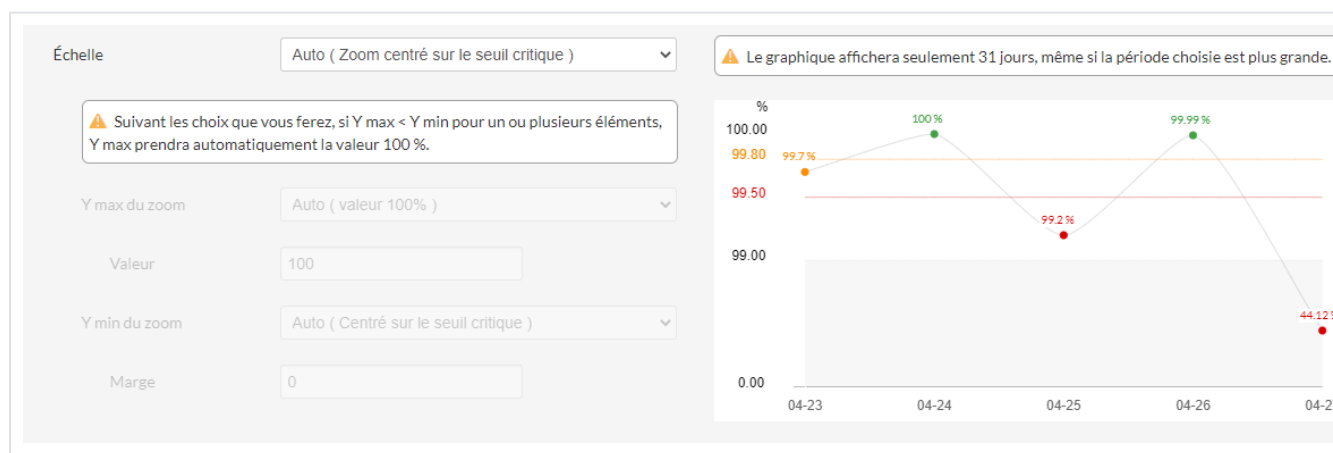 Échelle
Auto ( Zoom centré sur le seuil critique )
Le graphique affichera seulement 31 jours, même si la période choisie est plus grande.
Suivant les choix que vous ferez, si Y max < Y min pour un ou plusieurs éléments,
Y max prendra automatiquement la valeur 100 %.
Y max du zoom
Auto ( valeur 100% )
Valeur
100
Y min du zoom
Auto ( Centré sur le seuil critique )
Marge
0
%
100.00
99.80
99.50
99.00
0.00
99.7 %
100 %
99.2 %
99.99 %
44.12
04-23
04-24
04-25
04-26
04-2